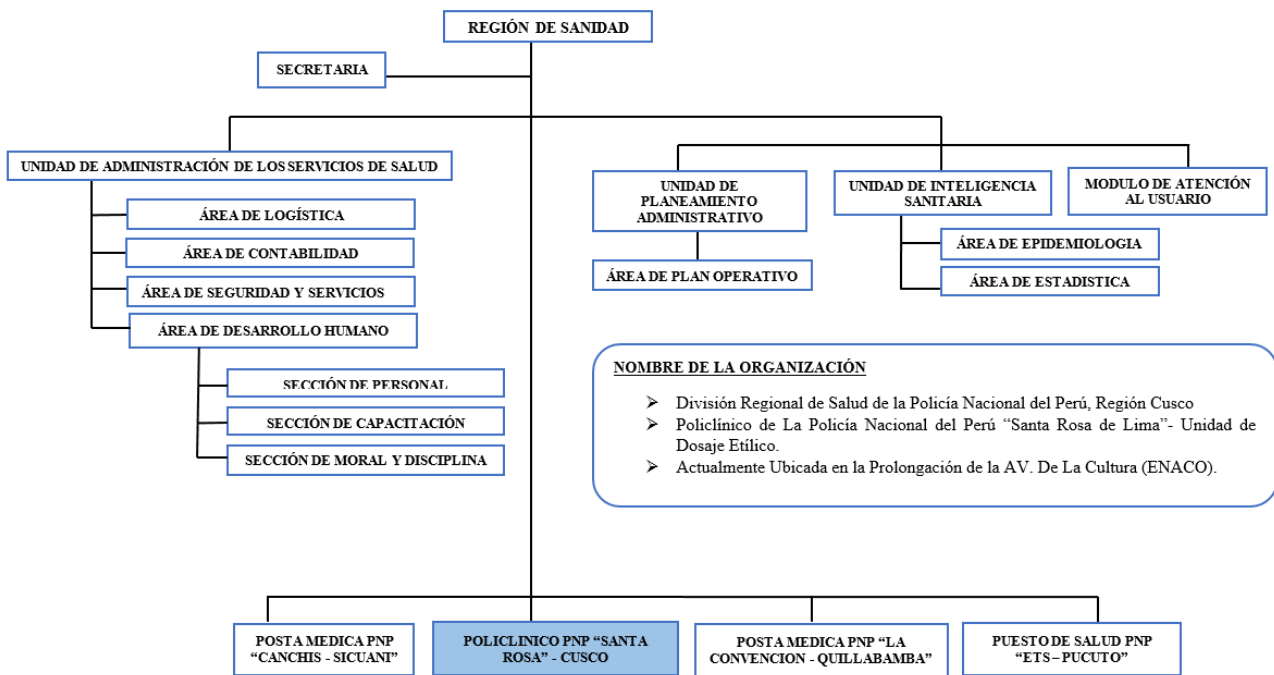 REGIÓN DE SANIDAD
SECRETARIA
UNIDAD DE ADMINISTRACIÓN DE LOS SERVICIOS DE SALUD
ÁREA DE LOGÍSTICA
ÁREA DE CONTABILIDAD
ÁREA DE SEGURIDAD Y SERVICIOS
ÁREA DE DESARROLLO HUMANO
SECCIÓN DE PERSONAL
SECCIÓN DE CAPACITACIÓN
SECCIÓN DE MORAL Y DISCIPLINA
UNIDAD DE
PLANEAMIENTO
ADMINISTRATIVO
ÁREA DE PLAN OPERATIVO
UNIDAD DE INTELIGENCIA
SANITARIA
ÁREA DE EPIDEMIOLOGIA
ÁREA DE ESTADISTICA
MODULO DE ATENCIÓN
AL USUARIO
NOMBRE DE LA ORGANIZACIÓN
➢ División Regional de Salud de la Policía Nacional del Perú, Región Cusco
➢ Policlínico de La Policía Nacional del Perú “Santa Rosa de Lima”- Unidad de
Dosaje Etílico.
➢ Actualmente Ubicada en la Prolongación de la AV. De La Cultura (ENACO).
POSTA MEDICA PNP
“CANCHIS - SICUANI”
POLICLINICO PNP “SANTA
ROSA” - CUSCO
POSTA MEDICA PNP “LA
CONVENCION - QUILLABAMBA”
PUESTO DE SALUD PNP
“ETS – PUCUTO”